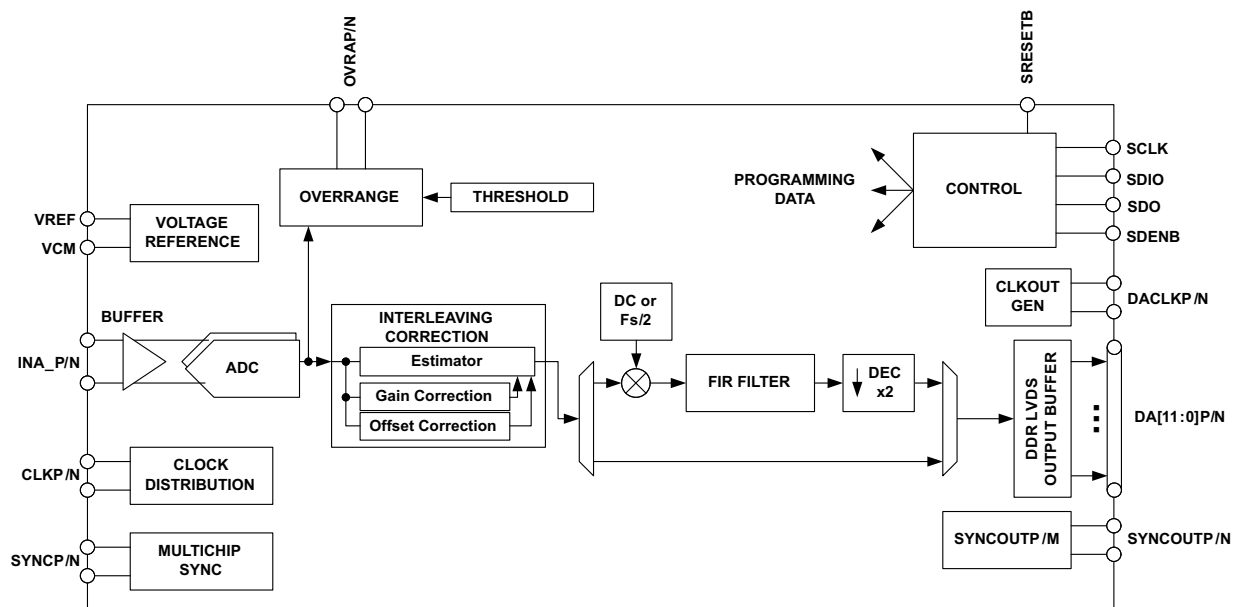 OVRAP/N
SRESETB
OVERRANGE
THRESHOLD
PROGRAMMING
DATA
CONTROL
SCLK
SDIO
SDO
SDENB
VREF
VCM
VOLTAGE
REFERENCE
CLKOUT
GEN
DACLKP/N
BUFFER
INA_P/N
ADC
INTERLEAVING
CORRECTION
Estimator
Gain Correction
Offset Correction
DC or
Fs/2
FIR FILTER
DEC
x2
DDR LVDS
OUTPUT BUFFER
DA[11:0]P/N
CLKP/N
CLOCK
DISTRIBUTION
SYNCP/N
MULTICHIP
SYNC
SYNCOUTP/M
SYNCOUTP/N